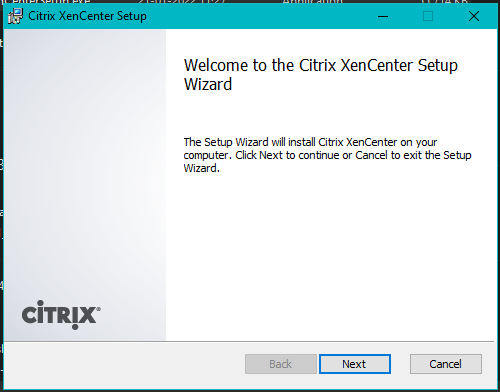 Citrix XenCenter Setup
Welcome to the Citrix XenCenter Setup
Wizard
The Setup Wizard will install Citrix XenCenter on your
computer. Click Next to continue or Cancel to exit the Setup
Wizard.
CITRIX®
Back
Next
Cancel